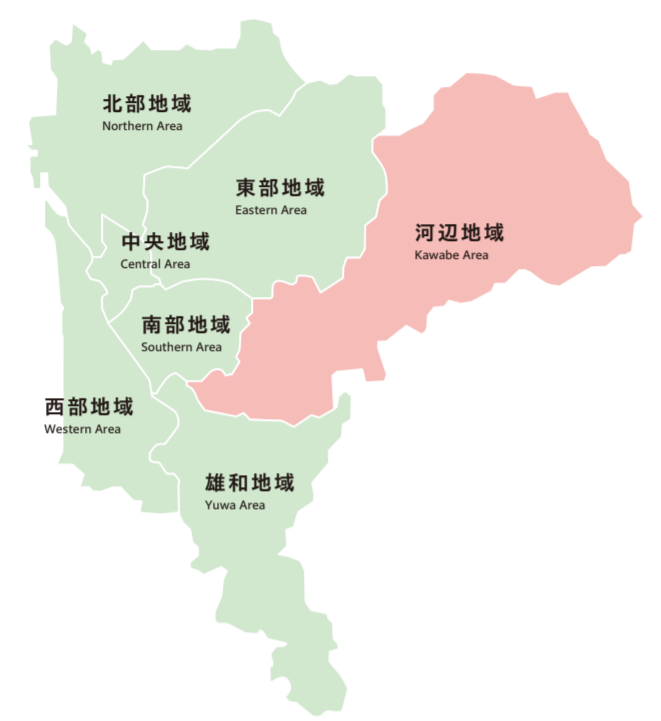 北部地域
Northern Area
東部地域
Eastern Area
河辺地域
Kawabe Area
中央地域
Central Area
南部地域
Southern Area
西部地域
Western Area
雄和地域
Yuwa Area